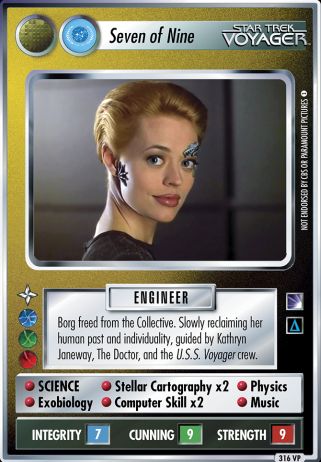 Seven of Nine
STAR TREK
VOYAGER™
NOT ENDORSED BY CBS OR PARAMOUNT PICTURES
ENGINEER
Borg freed from the Collective. Slowly reclaiming her
human past and individuality, guided by Kathryn
Janeway, The Doctor, and the U.S.S. Voyager crew.
SCIENCE Stellar Cartography x2 Physics
Exobiology Computer Skill x2 Music
INTEGRITY 7 CUNNING 9 STRENGTH 9
316 VP